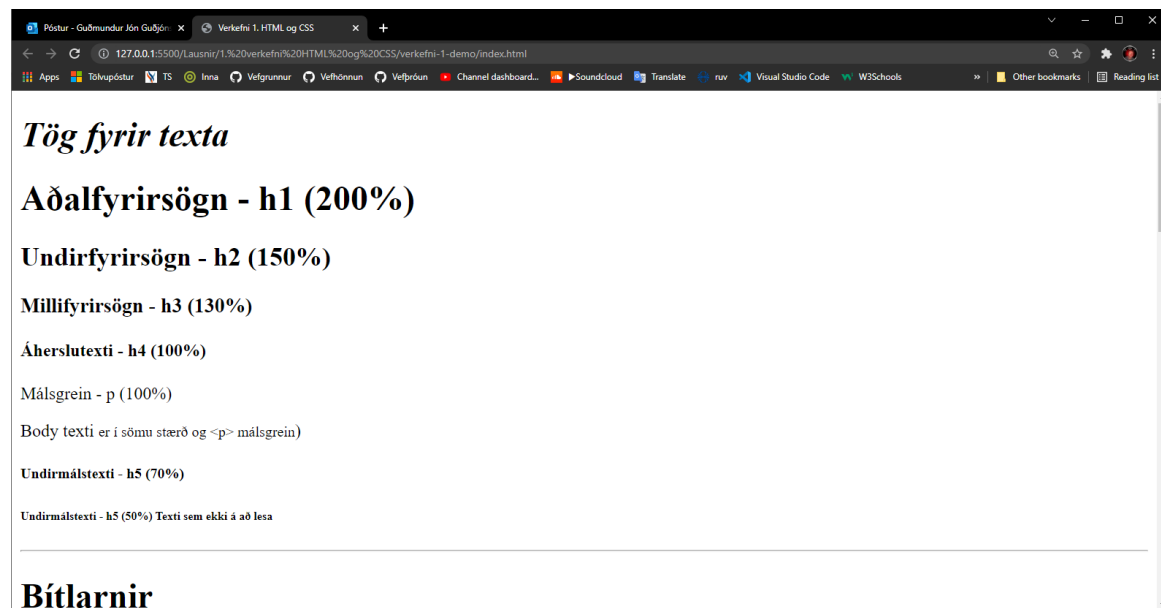 Póstur - Guðmundur Jón Guðjón
Verkefni 1. HTML og CSS
127.0.0.1:5500/Lausnir/1.%20verkefni%20HTML%20og%20CSS/verkefni-1-demo/index.html
Apps Tölvupóstur TS Inna Vefgrunnur Vefhönnun Vefþróun Channel dashboard... ▶Soundcloud Translate ruv Visual Studio Code W3Schools » Other bookmarks Reading list
Tög fyrir texta
Aðalfyrirsögn - h1 (200%)
Undirfyrirsögn - h2 (150%)
Millifyrirsögn - h3 (130%)
Áherslutexti - h4 (100%)
Málsgrein - p (100%)
Body texti er í sömu stærð og <p> málsgrein)
Undirmálstexti - h5 (70%)
Undirmálstexti - h5 (50%) Texti sem ekki á að lesa
Bítlarnir